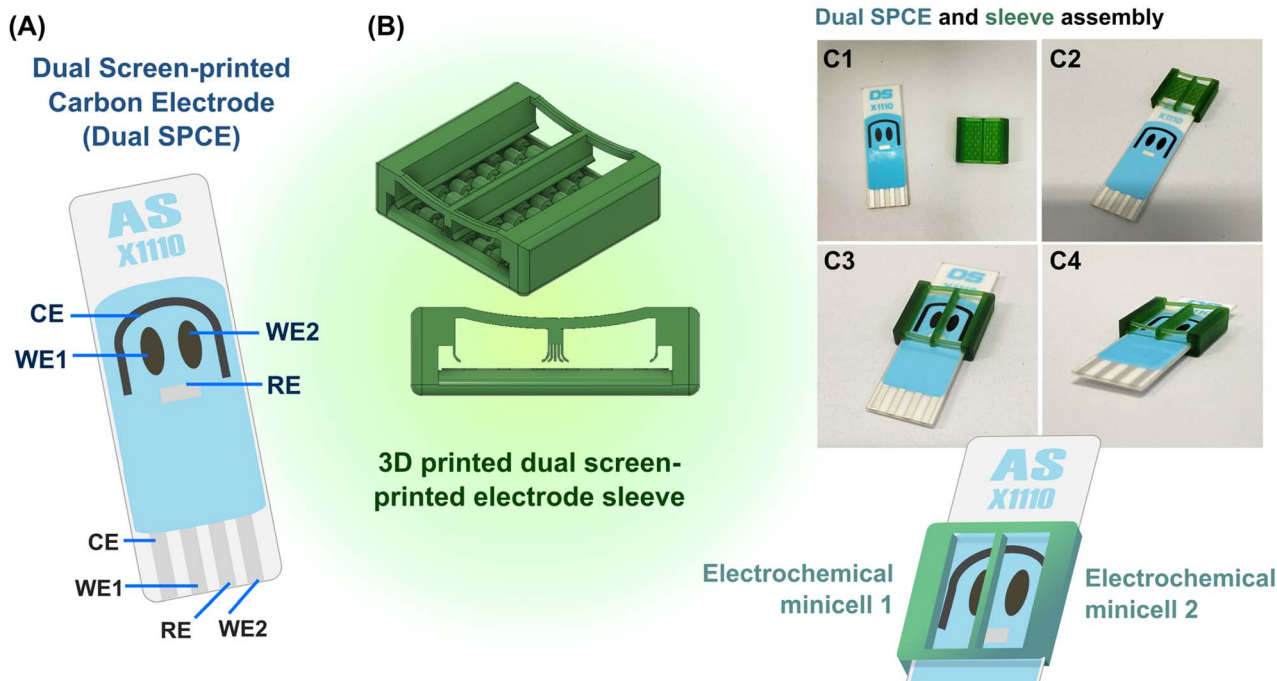 (A)
Dual Screen-printed
Carbon Electrode
(Dual SPCE)
AS
X1110
CE
WE1
WE2
RE
CE
WE1
RE
WE2
(B)
3D printed dual screen-
printed electrode sleeve
Dual SPCE and sleeve assembly
C1
DS
X1110
C2
X1110
C3
DS
C4
AS
X1110
Electrochemical
minicell 1
Electrochemical
minicell 2